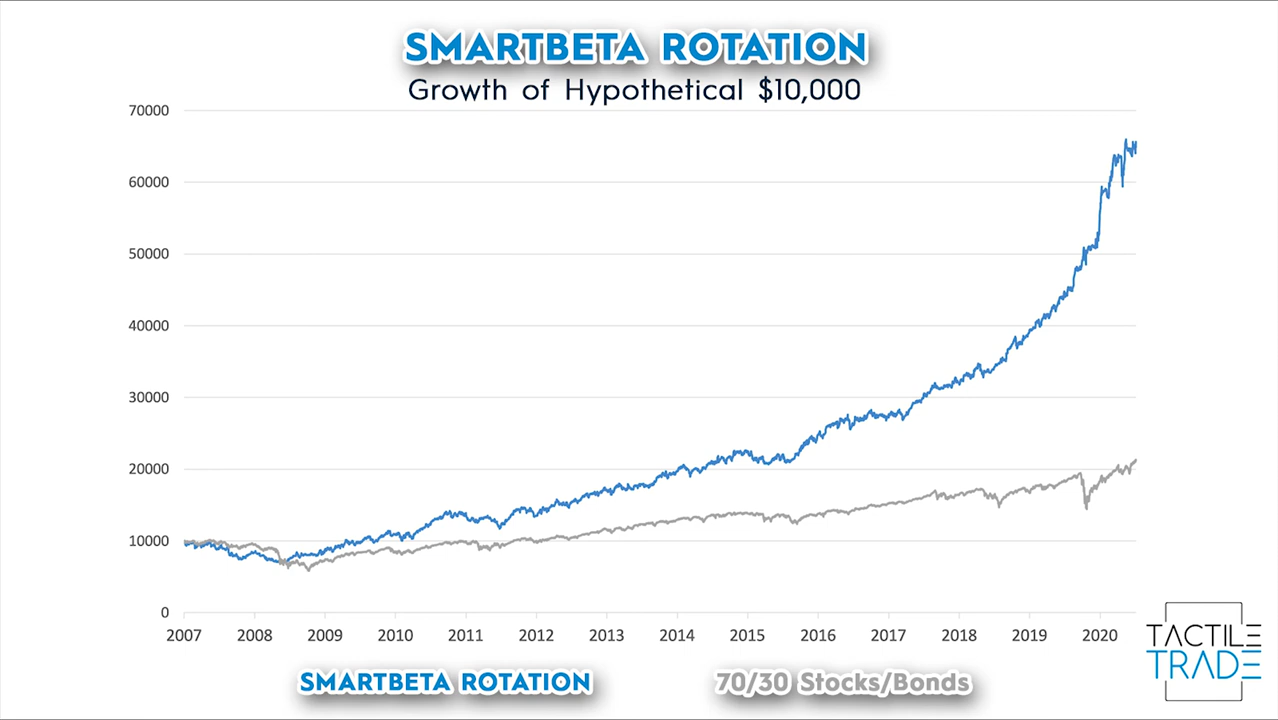 SMARTBETA ROTATION
Growth of Hypothetical $10,000
70000
60000
50000
40000
30000
20000
10000
0
2007 2008 2009 2010 2011 2012 2013 2014 2015 2016 2017 2018 2019 2020
SMARTBETA ROTATION 70/30 Stocks/Bonds
TACTILE
TRADE